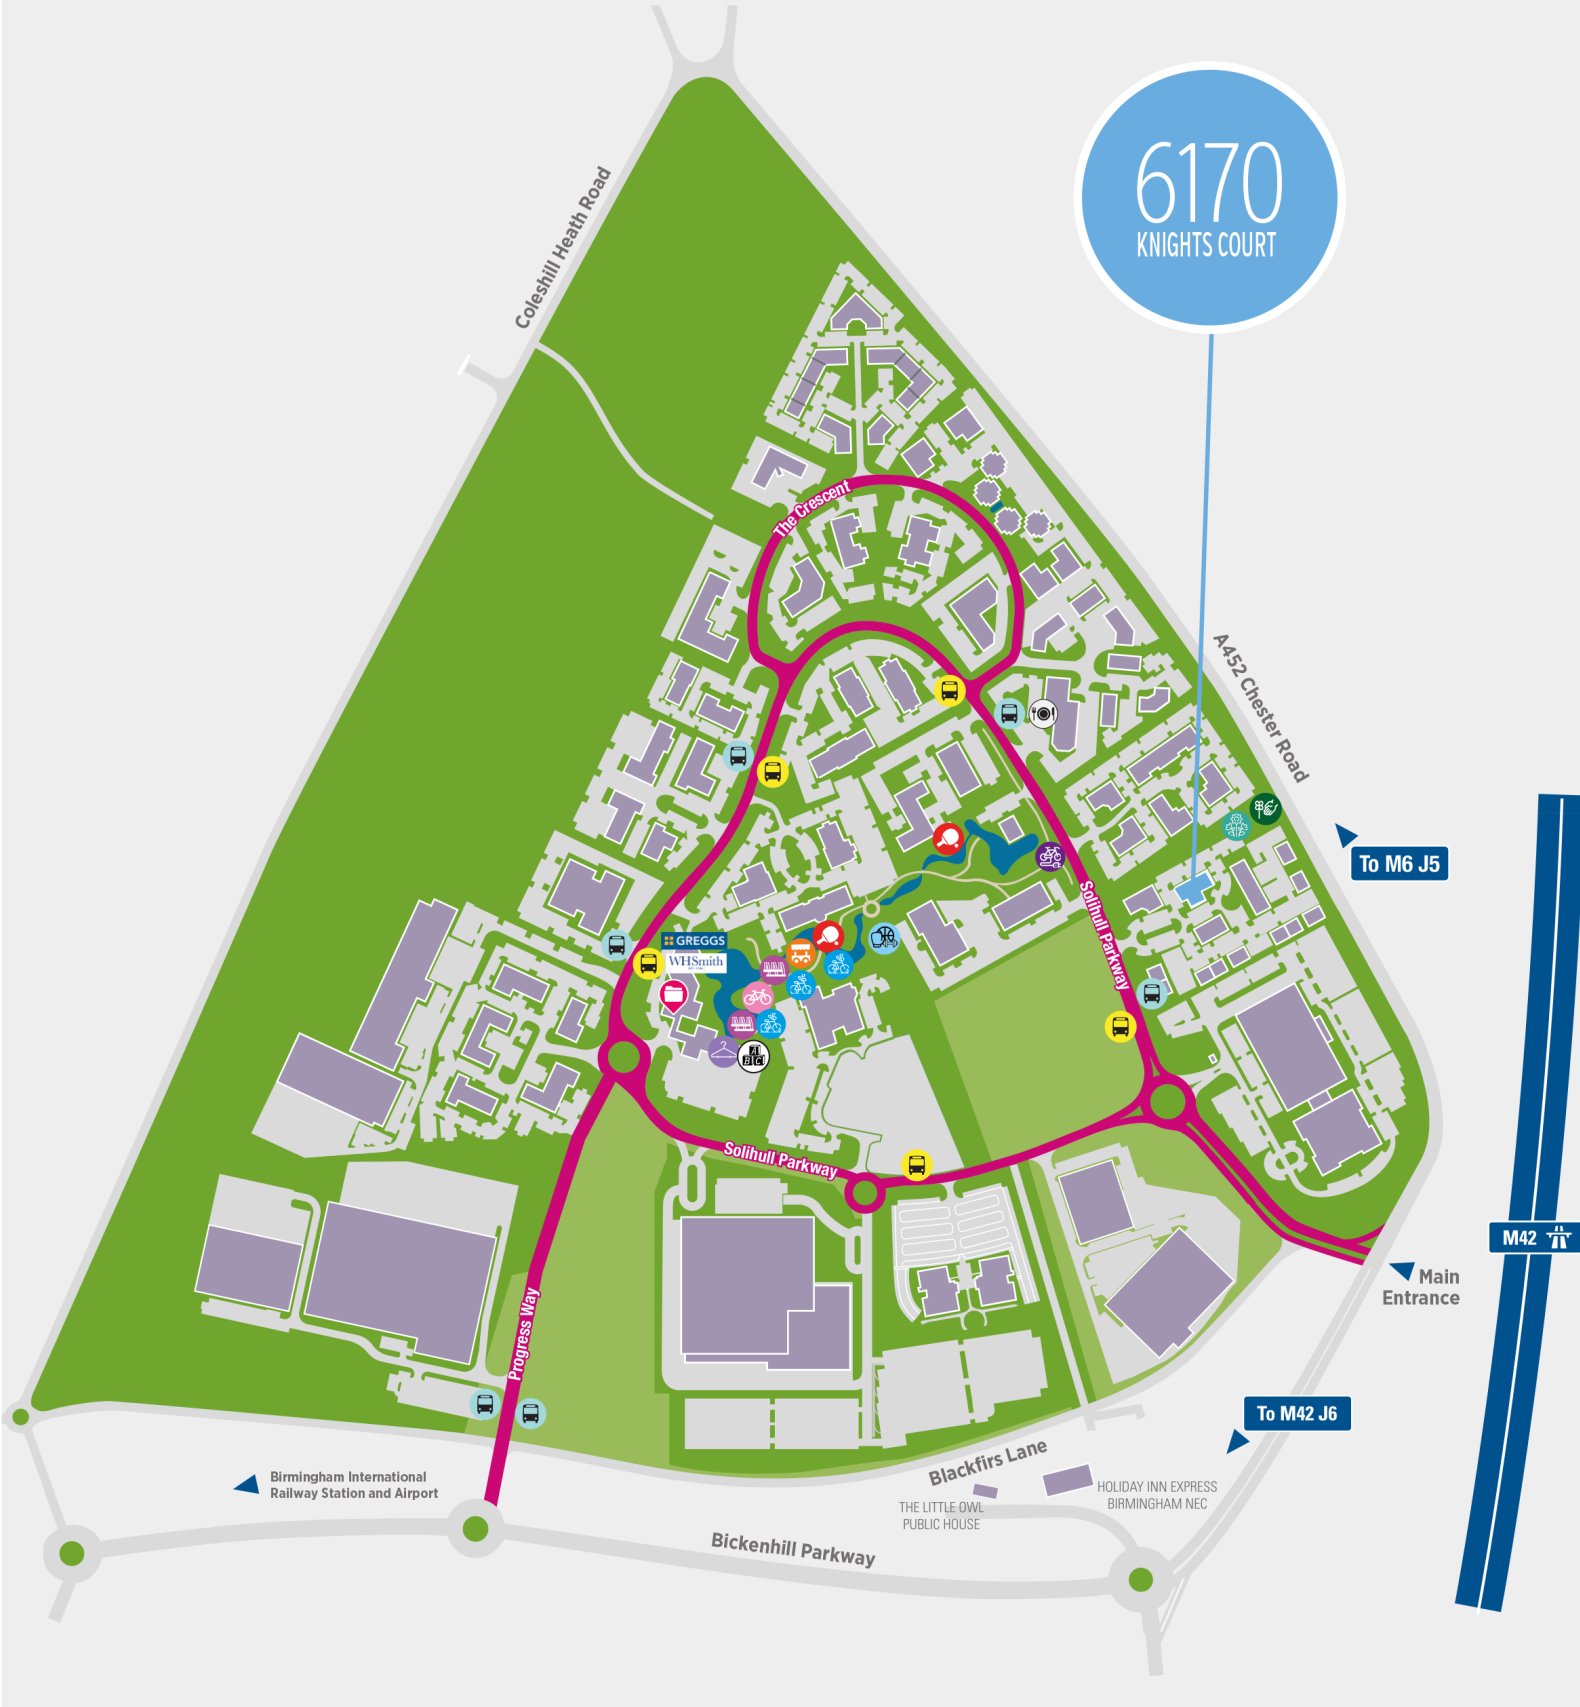 6170
KNIGHTS COURT
Coleshill Heath Road
The Crescent
A452 Chester Road
To M6 J5
Solihull Parkway
GREGGS
WHSmith
A
B C
Solihull Parkway
M42
Main
Entrance
Progress Way
To M42 J6
Blackfirs Lane
Birmingham International
Railway Station and Airport
HOLIDAY INN EXPRESS
BIRMINGHAM NEC
THE LITTLE OWL
PUBLIC HOUSE
Bickenhill Parkway